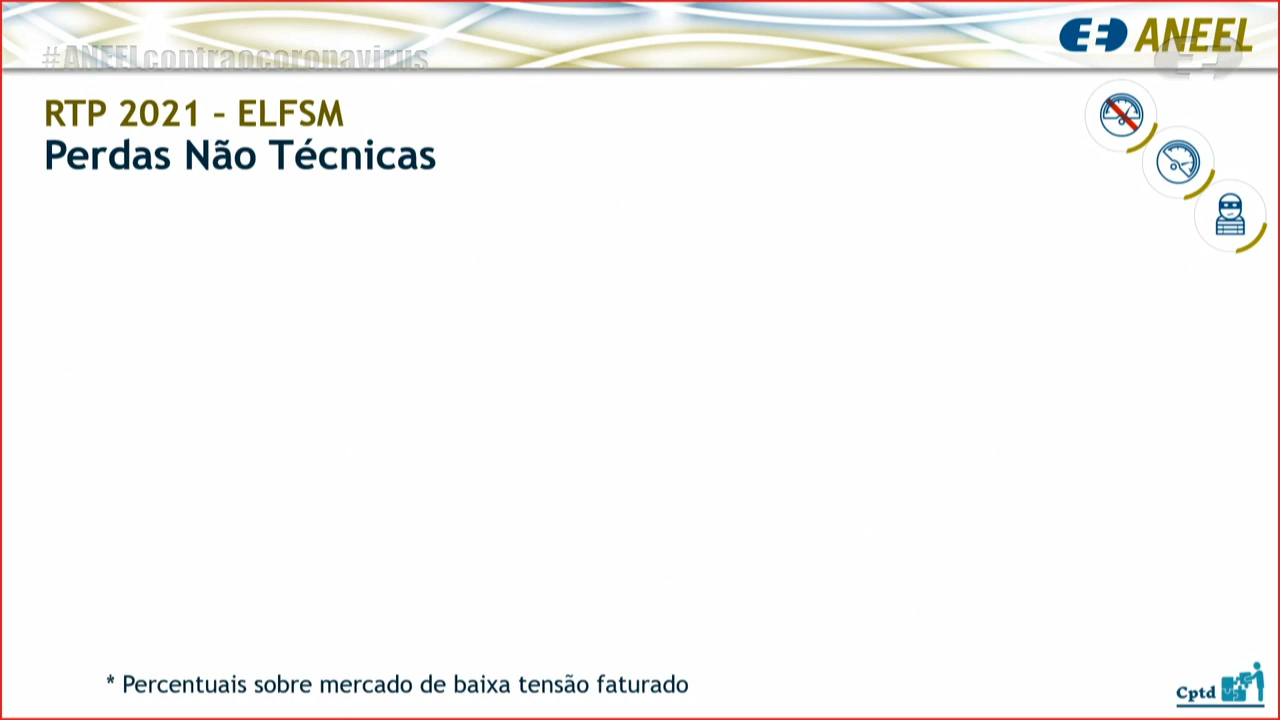 #ANEELcontraocoronavirus
ANEEL
RTP 2021 – ELFSM
Perdas Não Técnicas
* Percentuais sobre mercado de baixa tensão faturado
Cptd